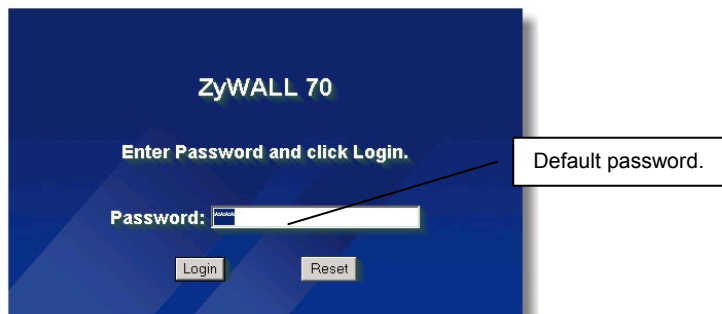 ZyWALL 70
Enter Password and click Login.
Default password.
Password: ****
Login Reset